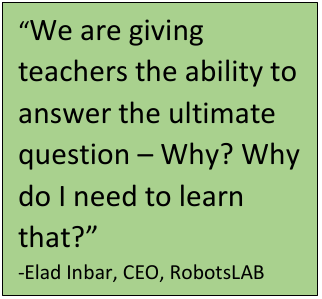 “We are giving
teachers the ability to
answer the ultimate
question – Why? Why
do I need to learn
that?”
-Elad Inbar, CEO, RobotsLAB